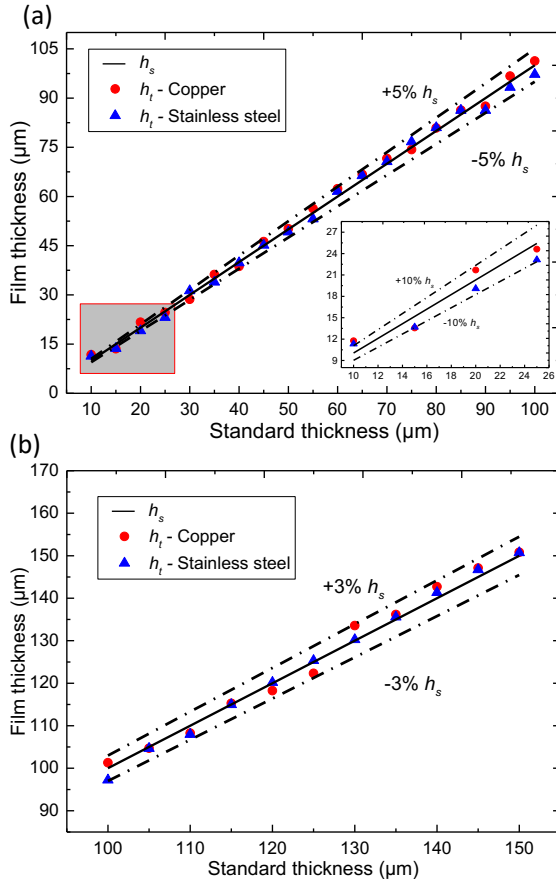 (a)
105
90
75
60
45
30
15
0
Film thickness (μm)
h_s
h_t - Copper
h_t - Stainless steel
+5% h_s
-5% h_s
27
24
21
18
15
12
9
+10% h_s
-10% h_s
10 12 14 16 18 20 22 24 26
10 20 30 40 50 60 70 80 90 100
Standard thickness (μm)
(b)
170
160
150
140
130
120
110
100
90
Film thickness (μm)
h_s
h_t - Copper
h_t - Stainless steel
+3% h_s
-3% h_s
100 110 120 130 140 150
Standard thickness (μm)